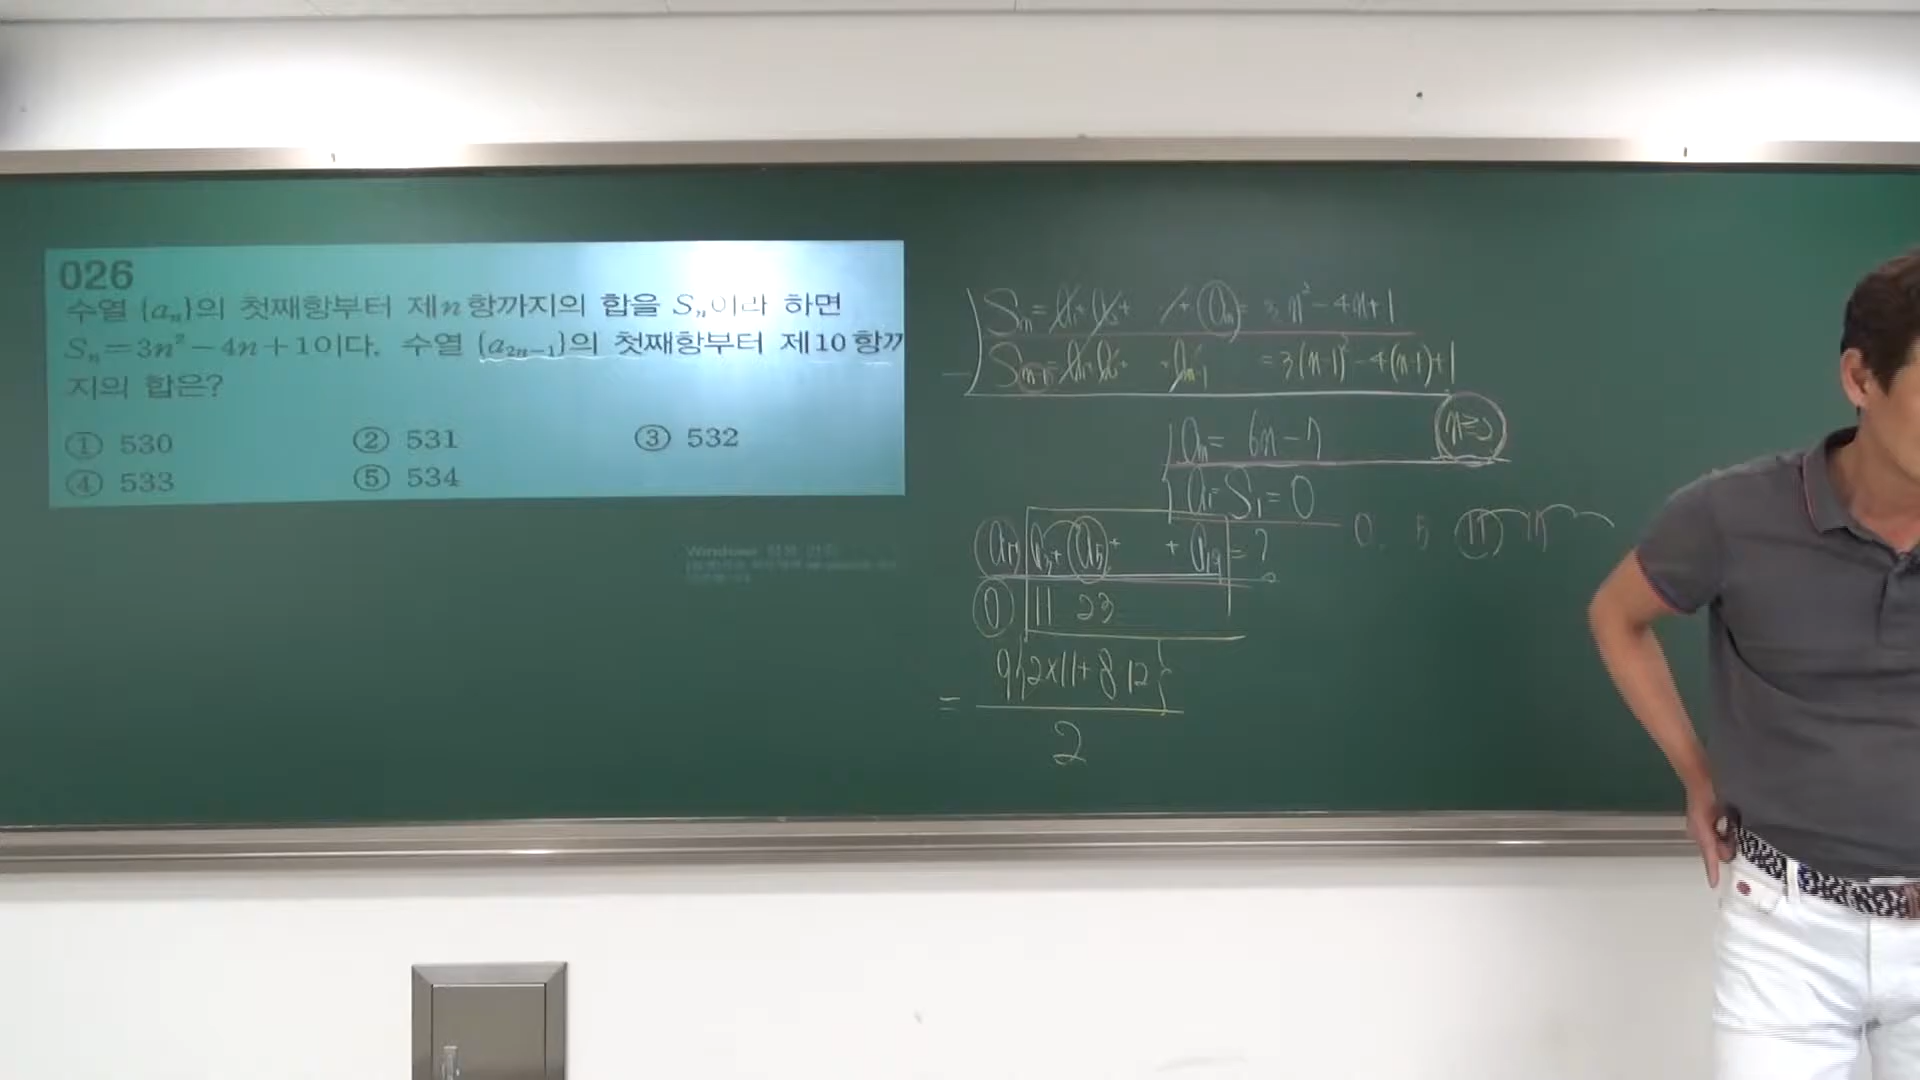 026
수열 {aₙ}의 첫째항부터 제n항까지의 합을 Sₙ이라 하면
Sₙ=3n²-4n+1이다. 수열 {a₂ₙ₋₁}의 첫째항부터 제10항까
지의 합은?
① 530 ② 531 ③ 532
④ 533 ⑤ 534
Sₙ = a₁+a₂+ + aₙ = 3n²-4n+1
Sₙ₋₁ = a₁+a₂+ +aₙ₋₁ = 3(n-1)²-4(n-1)+1
aₙ = 6n-7
a₁=S₁=0
0, 5 11 17
a₁+ a₃+ a₅+ + a₁₉ = ?
0 11 23
= 9{2×11+8·12} / 2
Windows